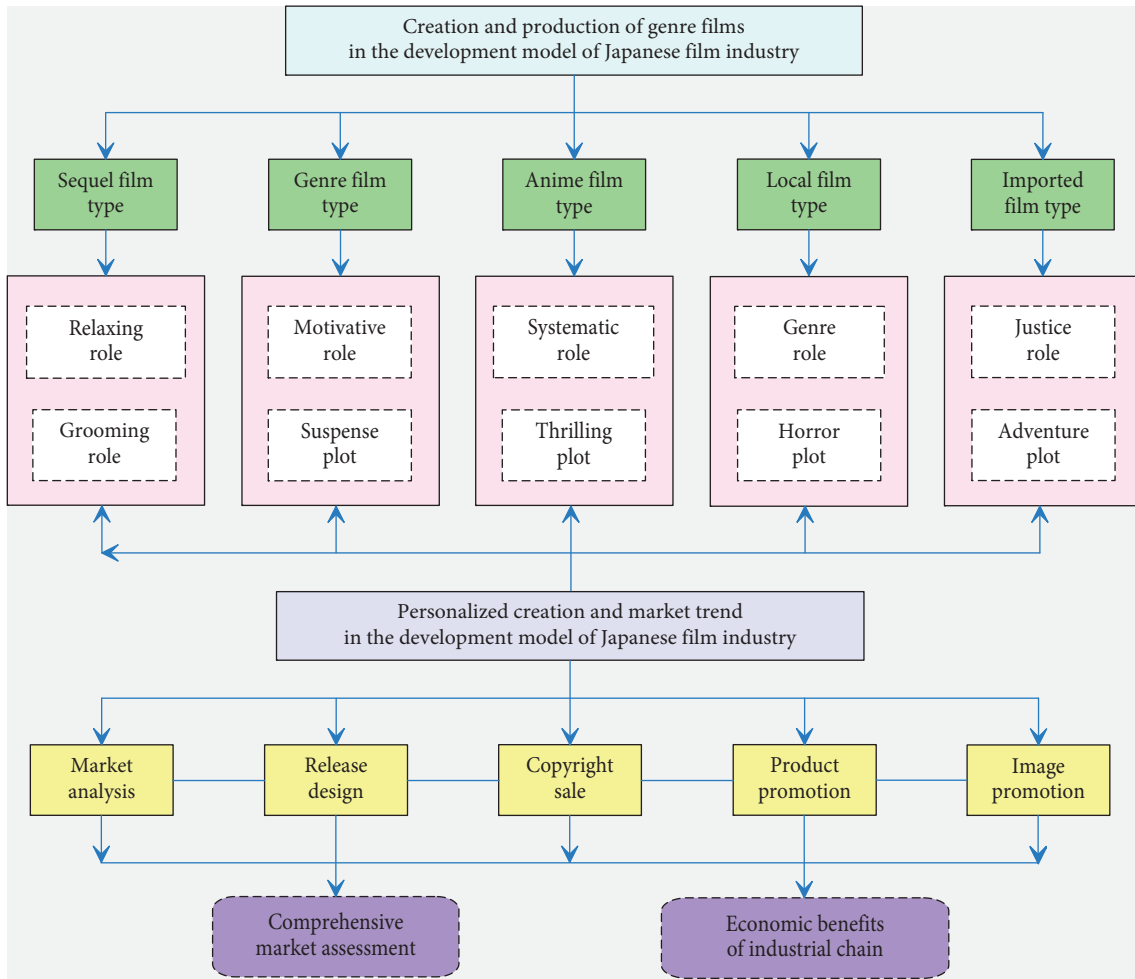 Creation and production of genre films
in the development model of Japanese film industry
Sequel film
type
Genre film
type
Anime film
type
Local film
type
Imported
film type
Relaxing
role
Grooming
role
Motivative
role
Suspense
plot
Systematic
role
Thrilling
plot
Genre
role
Horror
plot
Justice
role
Adventure
plot
Personalized creation and market trend
in the development model of Japanese film industry
Market
analysis
Release
design
Copyright
sale
Product
promotion
Image
promotion
Comprehensive
market assessment
Economic benefits
of industrial chain